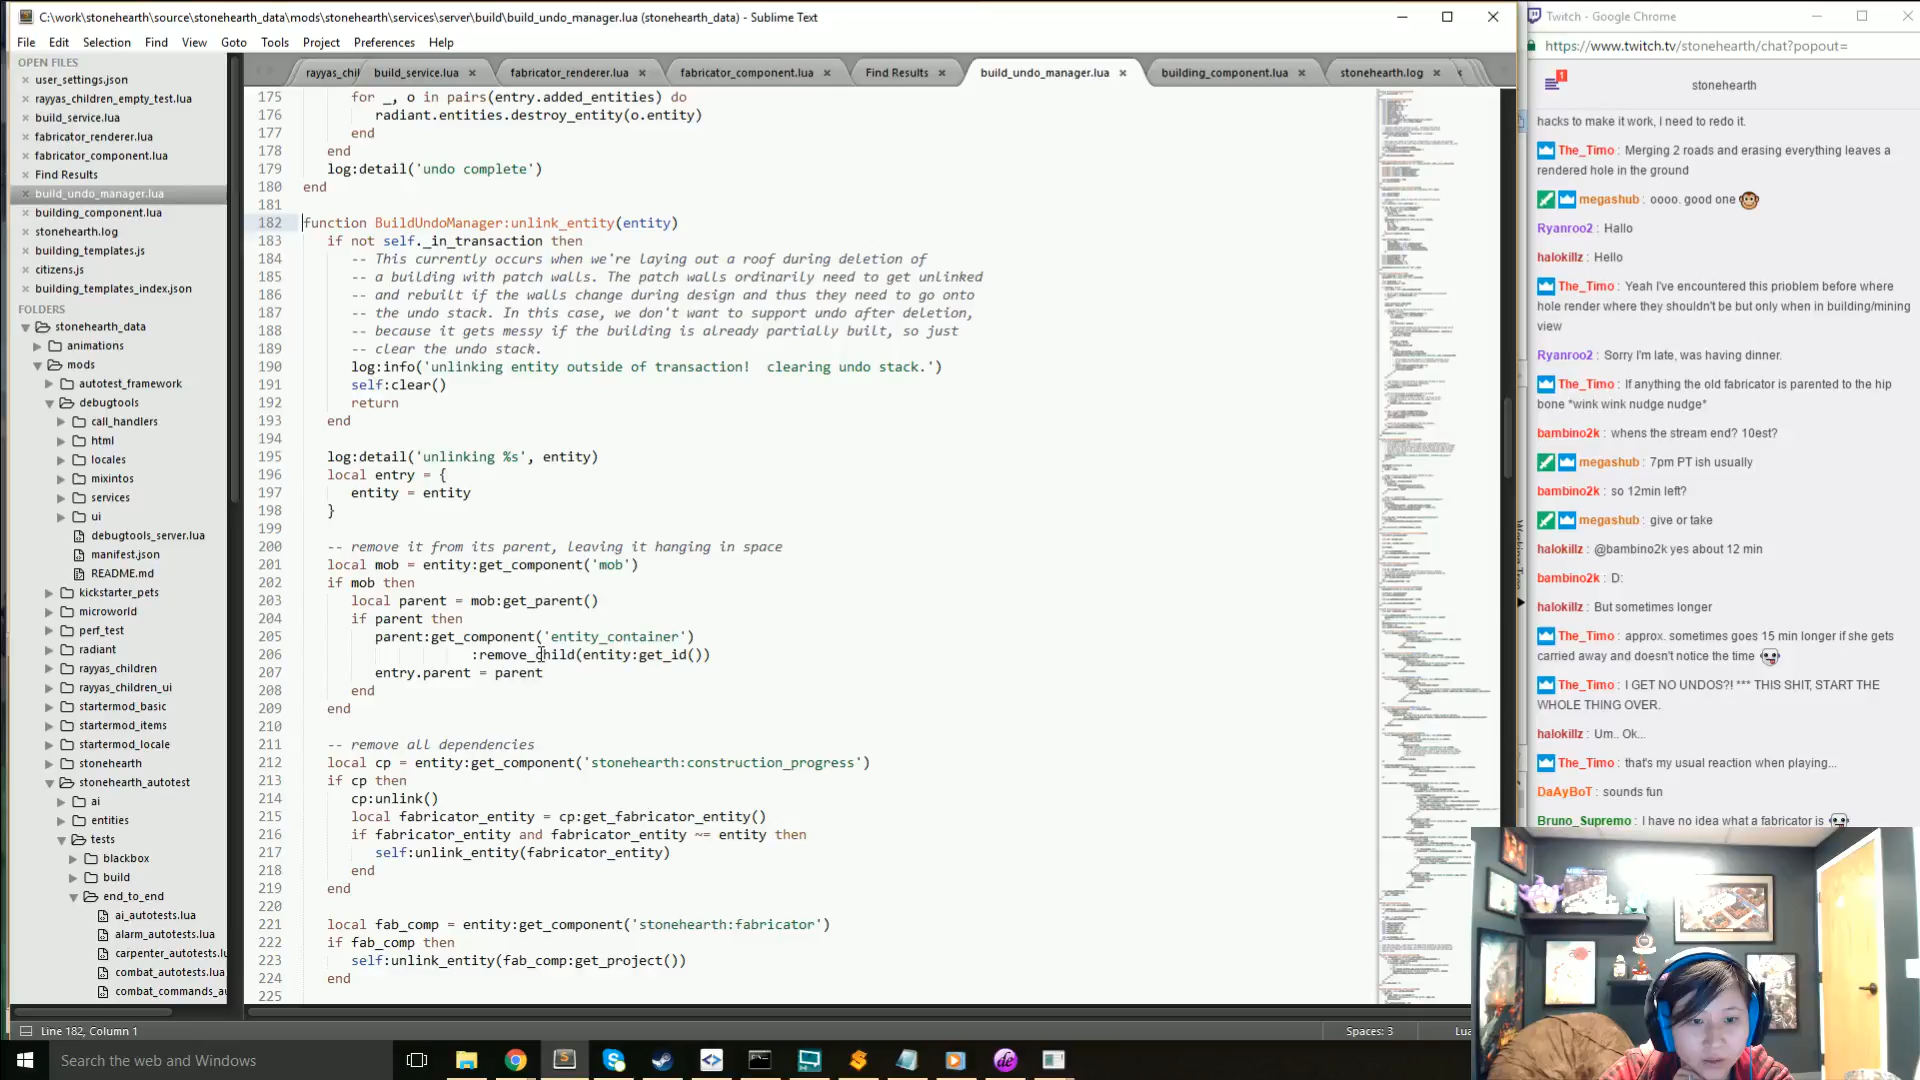 C:\work\stonehearth\source\stonehearth_data\mods\stonehearth\services\server\build\build_undo_manager.lua (stonehearth_data) - Sublime Text
File Edit Selection Find View Goto Tools Project Preferences Help
OPEN FILES
user_settings.json
rayyas_children_empty_test.lua
build_service.lua
fabricator_renderer.lua
fabricator_component.lua
Find Results
build_undo_manager.lua
building_component.lua
stonehearth.log
building_templates.js
citizens.js
building_templates_index.json
FOLDERS
stonehearth_data
animations
mods
autotest_framework
debugtools
call_handlers
html
locales
mixintos
services
ui
debugtools_server.lua
manifest.json
README.md
kickstarter_pets
microworld
perf_test
radiant
rayyas_children
rayyas_children_ui
startermod_basic
startermod_items
startermod_locale
stonehearth
stonehearth_autotest
ai
entities
tests
blackbox
build
end_to_end
ai_autotests.lua
alarm_autotests.lua
carpenter_autotests.lu
combat_autotests.lua
combat_commands_au
rayyas_chil build_service.lua fabricator_renderer.lua fabricator_component.lua Find Results build_undo_manager.lua building_component.lua stonehearth.log
175 for _, o in pairs(entry.added_entities) do
176 radiant.entities.destroy_entity(o.entity)
177 end
178 end
179 log:detail('undo complete')
180 end
181
182 function BuildUndoManager:unlink_entity(entity)
183 if not self._in_transaction then
184 -- This currently occurs when we're laying out a roof during deletion of
185 -- a building with patch walls. The patch walls ordinarily need to get unlinked
186 -- and rebuilt if the walls change during design and thus they need to go onto
187 -- the undo stack. In this case, we don't want to support undo after deletion,
188 -- because it gets messy if the building is already partially built, so just
189 -- clear the undo stack.
190 log:info('unlinking entity outside of transaction!  clearing undo stack.')
191 self:clear()
192 return
193 end
194
195 log:detail('unlinking %s', entity)
196 local entry = {
197 entity = entity
198 }
199
200 -- remove it from its parent, leaving it hanging in space
201 local mob = entity:get_component('mob')
202 if mob then
203 local parent = mob:get_parent()
204 if parent then
205 parent:get_component('entity_container')
206 :remove_child(entity:get_id())
207 entry.parent = parent
208 end
209 end
210
211 -- remove all dependencies
212 local cp = entity:get_component('stonehearth:construction_progress')
213 if cp then
214 cp:unlink()
215 local fabricator_entity = cp:get_fabricator_entity()
216 if fabricator_entity and fabricator_entity ~= entity then
217 self:unlink_entity(fabricator_entity)
218 end
219 end
220
221 local fab_comp = entity:get_component('stonehearth:fabricator')
222 if fab_comp then
223 self:unlink_entity(fab_comp:get_project())
224 end
225
Line 182, Column 1
Spaces: 3
Lua
Twitch - Google Chrome
https://www.twitch.tv/stonehearth/chat?popout=
1
stonehearth
hacks to make it work, I need to redo it.
The_Timo : Merging 2 roads and erasing everything leaves a
rendered hole in the ground
megashub : oooo. good one
Ryanroo2 : Hallo
halokillz : Hello
The_Timo : Yeah I've encountered this prioblem before where
hole render where they shouldn't be but only when in building/mining
view
Ryanroo2 : Sorry I'm late, was having dinner.
The_Timo : If anything the old fabricator is parented to the hip
bone *wink wink nudge nudge*
bambino2k : whens the stream end? 10est?
megashub : 7pm PT ish usually
bambino2k : so 12min left?
megashub : give or take
halokillz : @bambino2k yes about 12 min
bambino2k : D:
halokillz : But sometimes longer
The_Timo : approx. sometimes goes 15 min longer if she gets
carried away and doesn't notice the time
The_Timo : I GET NO UNDOS?! *** THIS SHIT, START THE
WHOLE THING OVER.
halokillz : Um.. Ok...
The_Timo : that's my usual reaction when playing...
DaAyBoT : sounds fun
Bruno_Supremo : I have no idea what a fabricator is
Search the web and Windows